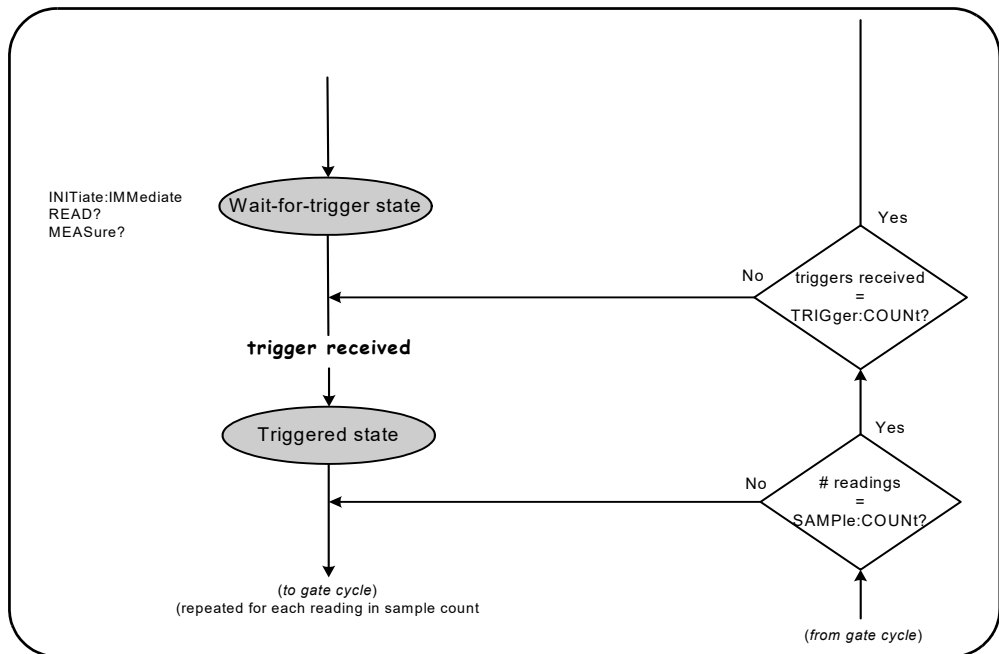 INITiate:IMMediate
READ?
MEASure?
Wait-for-trigger state
Yes
No
triggers received
=
TRIGger:COUNt?
trigger received
Triggered state
Yes
No
# readings
=
SAMPle:COUNt?
(to gate cycle)
(repeated for each reading in sample count
(from gate cycle)